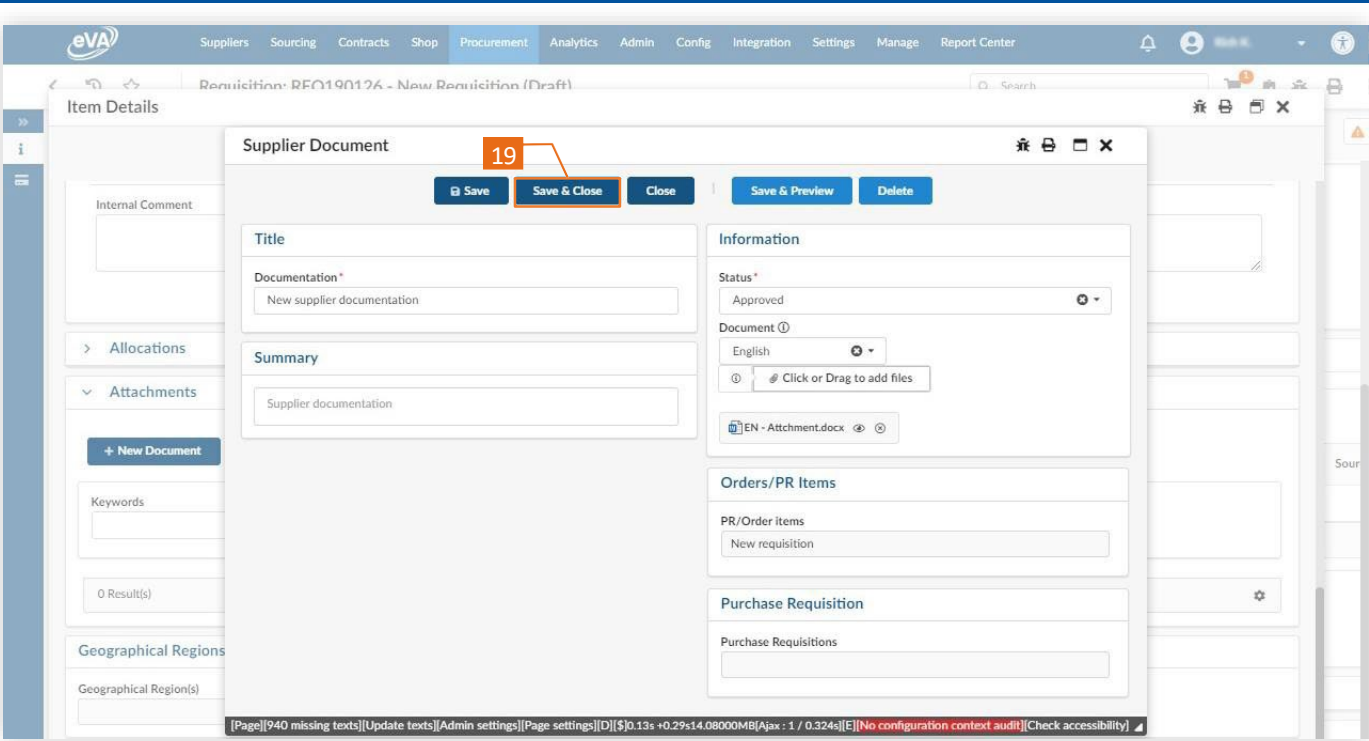 eVA
Suppliers Sourcing Contracts Shop Procurement Analytics Admin Config Integration Settings Manage Report Center
Requisition: REQ190126 - New Requisition (Draft)
Search
1
Item Details
Supplier Document
19
Save Save & Close Close Save & Preview Delete
Internal Comment
Title
Documentation*
New supplier documentation
Summary
Supplier documentation
Information
Status*
Approved
Document
English
Click or Drag to add files
EN - Attchment.docx
Orders/PR Items
PR/Order items
New requisition
Purchase Requisition
Purchase Requisitions
Allocations
Attachments
+ New Document
Keywords
0 Result(s)
Geographical Regions
Geographical Region(s)
Sour
[Page][940 missing texts][Update texts][Admin settings][Page settings][D][$]0.13s +0.29s14.08000MB[Ajax : 1 / 0.324s][E][No configuration context audit][Check accessibility]